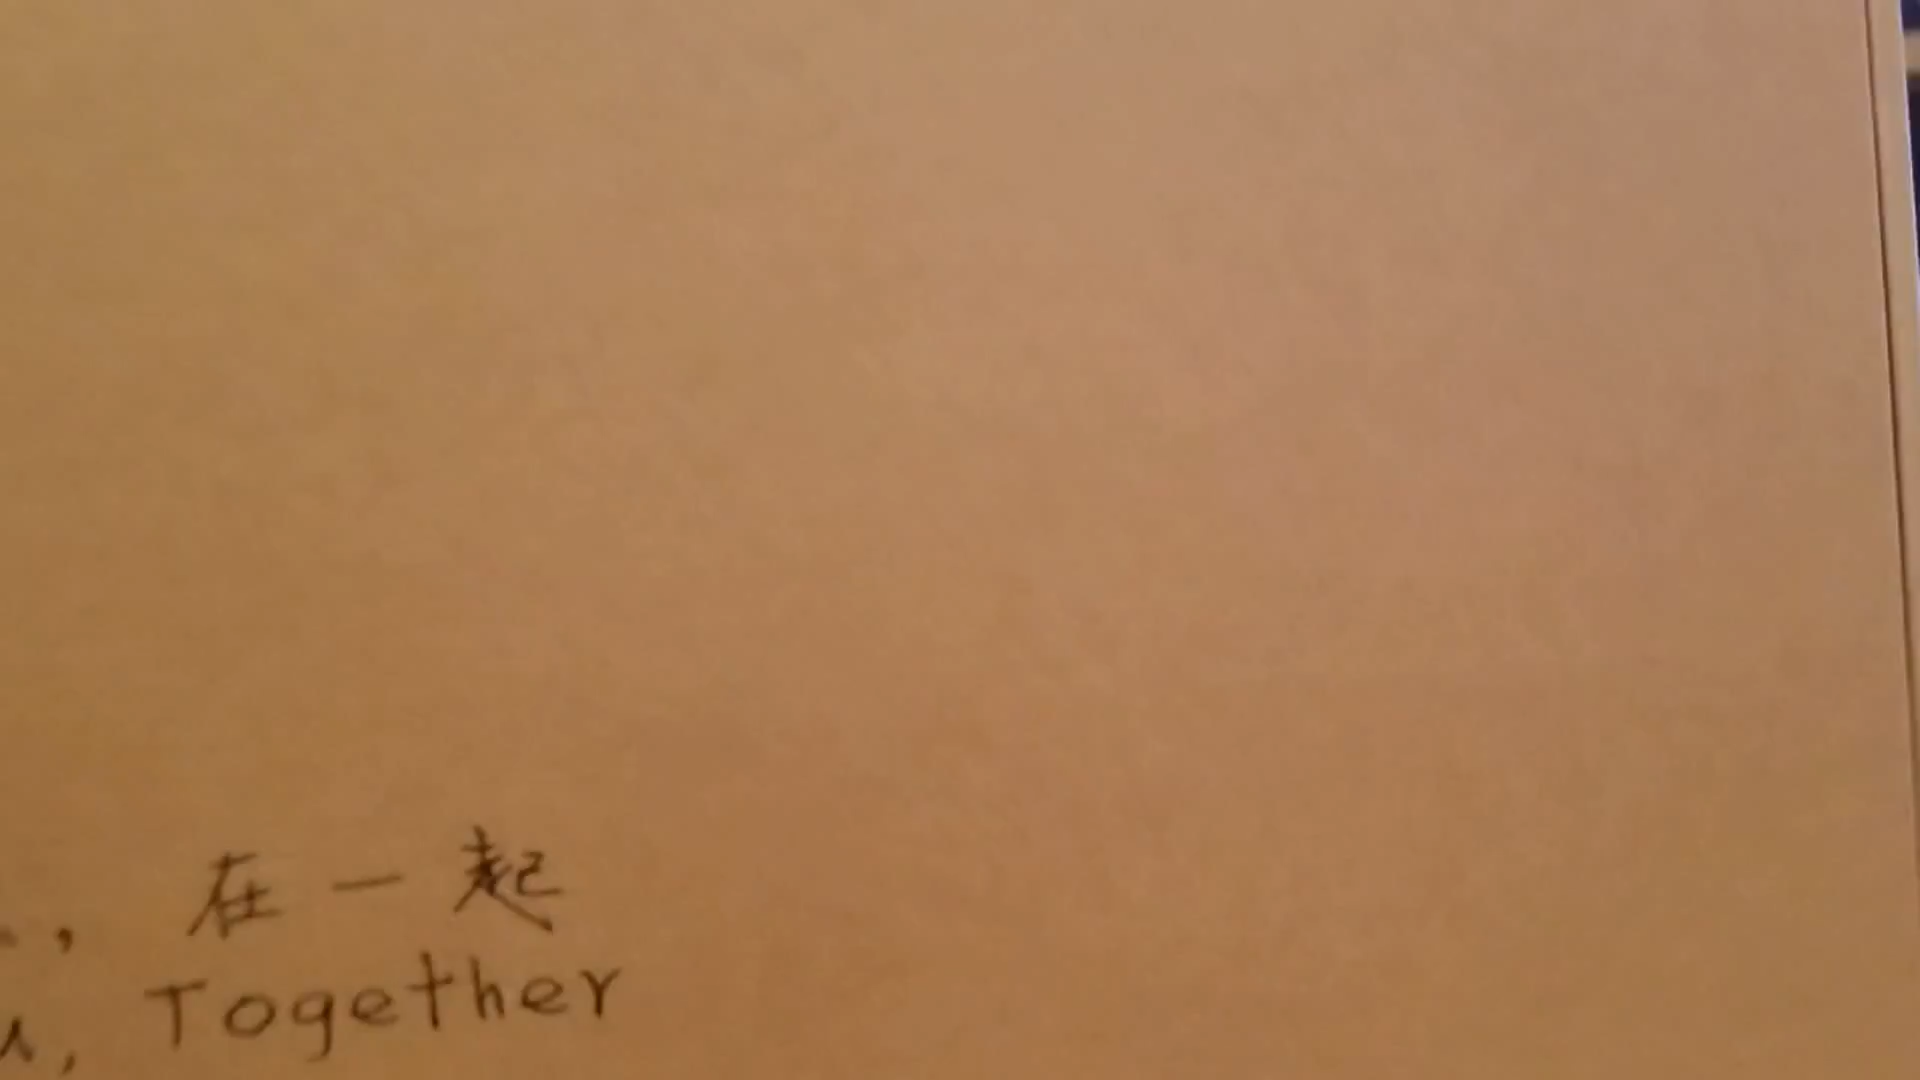 , 在一起
, Together